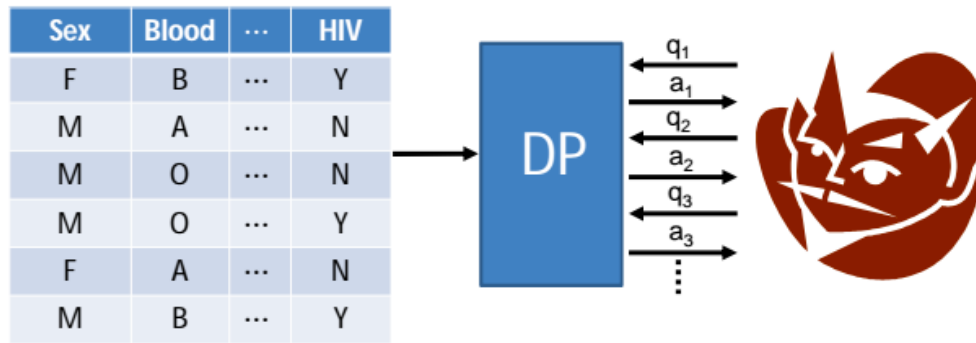 Sex Blood ... HIV
F B ... Y
M A ... N
M O ... N
M O ... Y
F A ... N
M B ... Y
DP
q₁
a₁
q₂
a₂
q₃
a₃